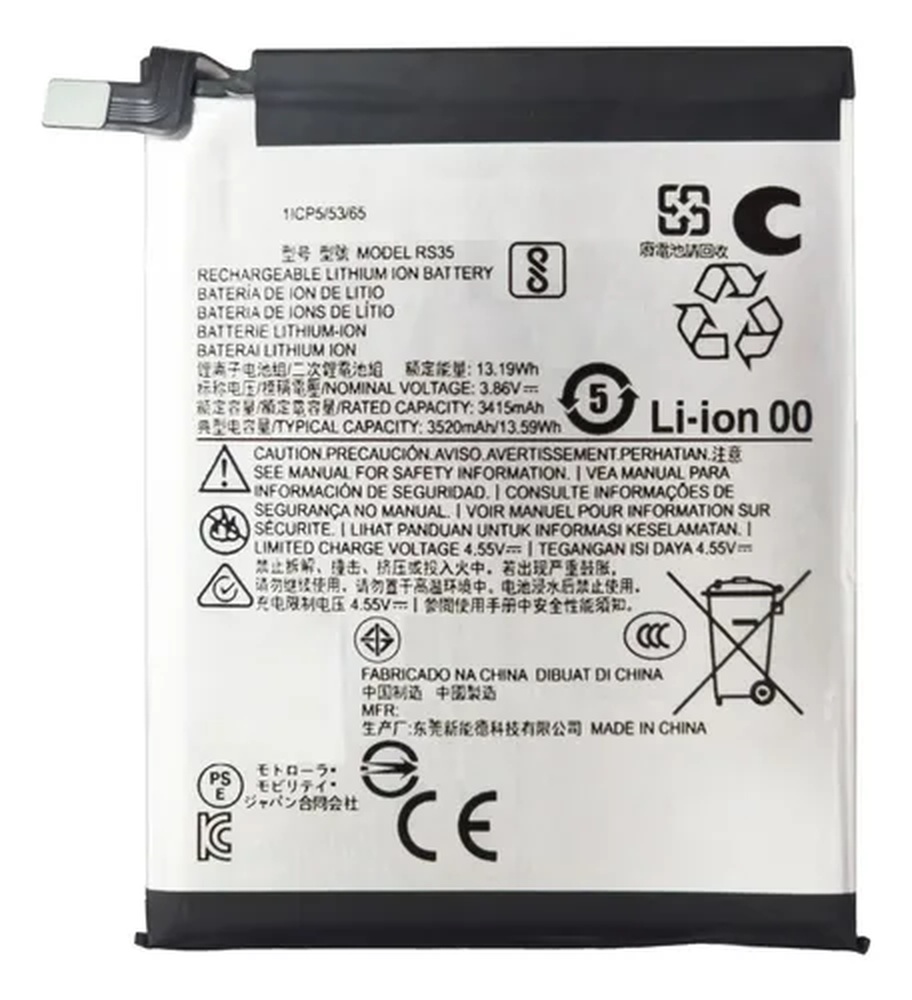 1ICP5/53/65
廢電池請回收
型号 型號 MODEL RS35
RECHARGEABLE LITHIUM ION BATTERY
BATERÍA DE ION DE LITIO
BATERIA DE IONS DE LÍTIO
BATTERIE LITHIUM-ION
BATERAI LITHIUM ION
锂离子电池组/二次鋰電池組 額定能量: 13.19Wh
标称电压/標稱電壓/NOMINAL VOLTAGE: 3.86V⎓
额定容量/額定電容量/RATED CAPACITY: 3415mAh
典型电容量/TYPICAL CAPACITY: 3520mAh/13.59Wh
5
Li-ion 00
CAUTION.PRECAUCIÓN.AVISO.AVERTISSEMENT.PERHATIAN.注意
SEE MANUAL FOR SAFETY INFORMATION. | VEA MANUAL PARA
INFORMACIÓN DE SEGURIDAD. | CONSULTE INFORMAÇÕES DE
SEGURANÇA NO MANUAL. | VOIR MANUEL POUR INFORMATION SUR
SÉCURITE. | LIHAT PANDUAN UNTUK INFORMASI KESELAMATAN. |
LIMITED CHARGE VOLTAGE 4.55V⎓ | TEGANGAN ISI DAYA 4.55V⎓
禁止拆解、撞击、挤压或投入火中。若出现严重鼓胀，
请勿继续使用。请勿置于高温环境中。电池浸水后禁止使用。
充电限制电压 4.55V⎓ | 參閱使用手册中安全性能須知。
CCC
FABRICADO NA CHINA DIBUAT DI CHINA
中国制造 中國製造
MFR:
生产厂:东莞新能德科技有限公司 MADE IN CHINA
PS
E
モトローラ・
モビリティ・
ジャパン合同会社
CE